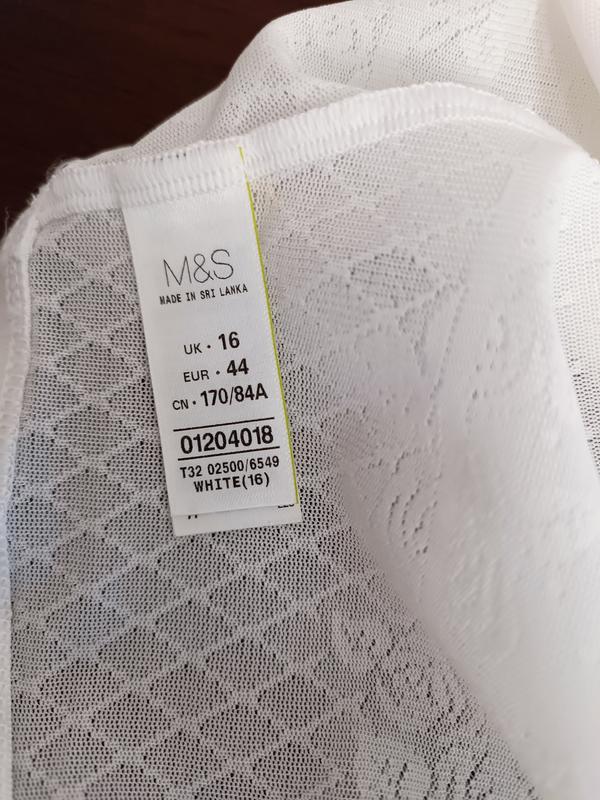 M&S
MADE IN SRI LANKA
UK · 16
EUR · 44
CN · 170/84A
01204018
T32 02500/6549
WHITE(16)